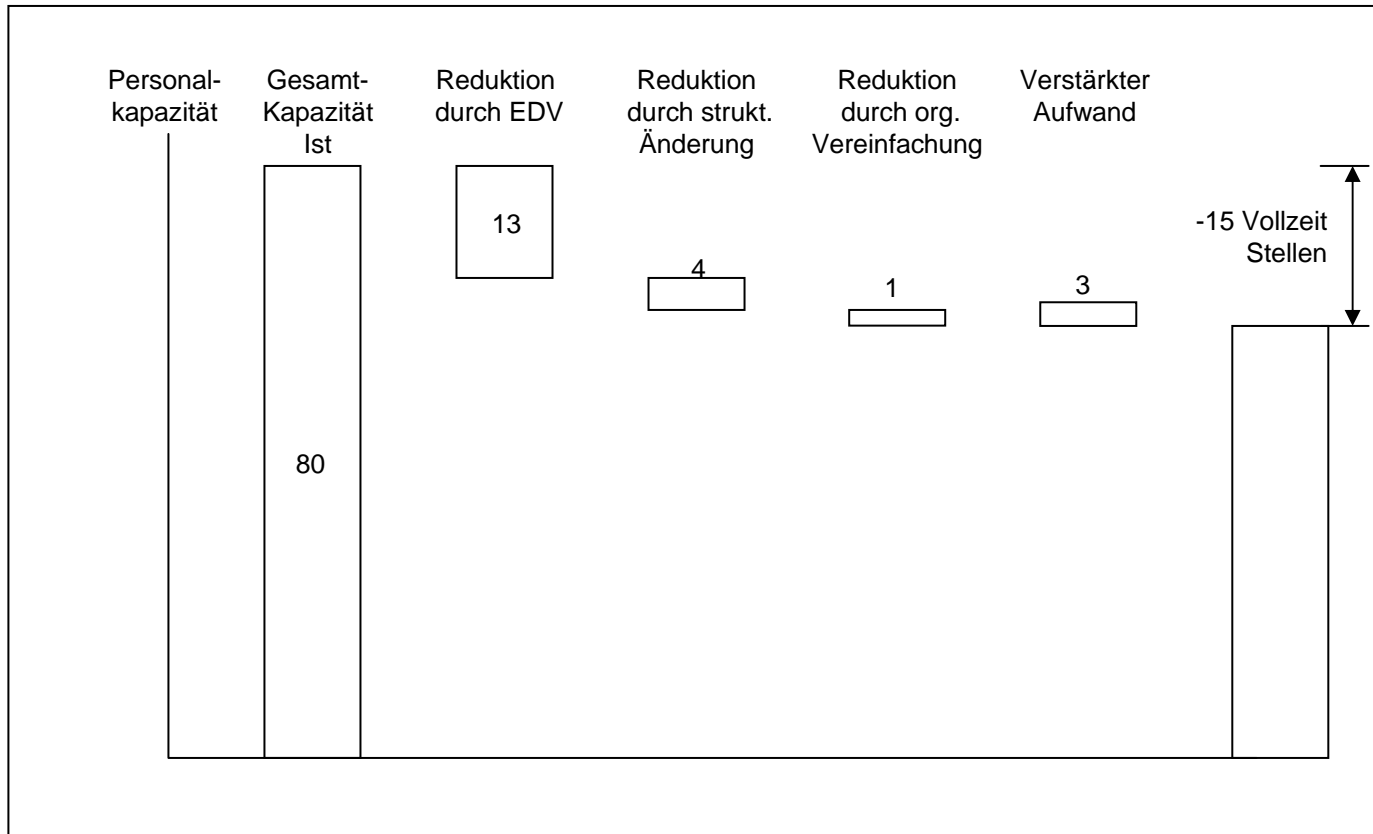 Personal-
kapazität
Gesamt-
Kapazität
Ist
Reduktion
durch EDV
Reduktion
durch strukt.
Änderung
Reduktion
durch org.
Vereinfachung
Verstärkter
Aufwand
13
4
1
3
-15 Vollzeit
Stellen
80